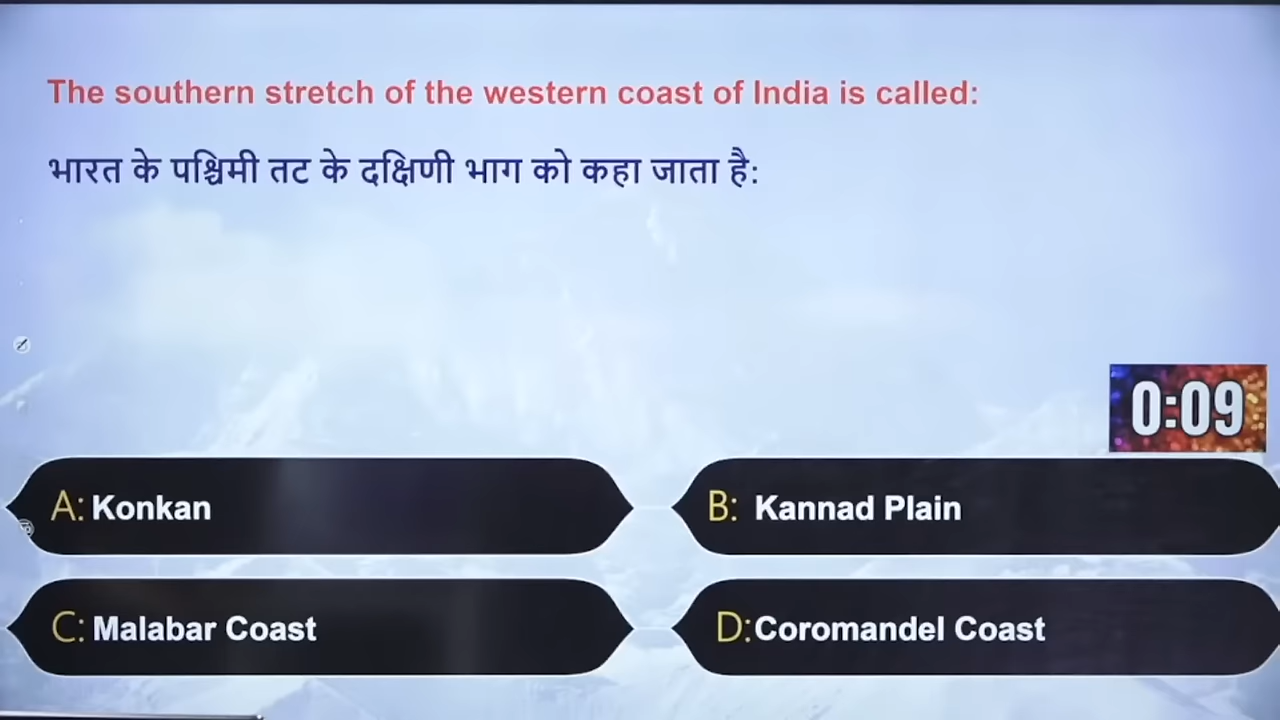 The southern stretch of the western coast of India is called:
भारत के पश्चिमी तट के दक्षिणी भाग को कहा जाता है:
0:09
A: Konkan
B: Kannad Plain
C: Malabar Coast
D: Coromandel Coast